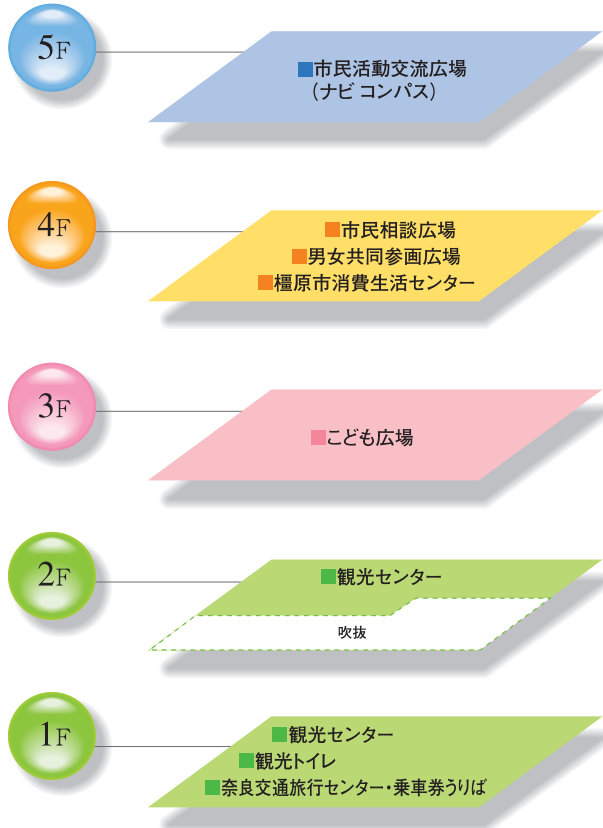 5F
■市民活動交流広場
(ナビ コンパス)
4F
■市民相談広場
■男女共同参画広場
■橿原市消費生活センター
3F
■こども広場
2F
■観光センター
吹抜
1F
■観光センター
■観光トイレ
■奈良交通旅行センター・乗車券うりば